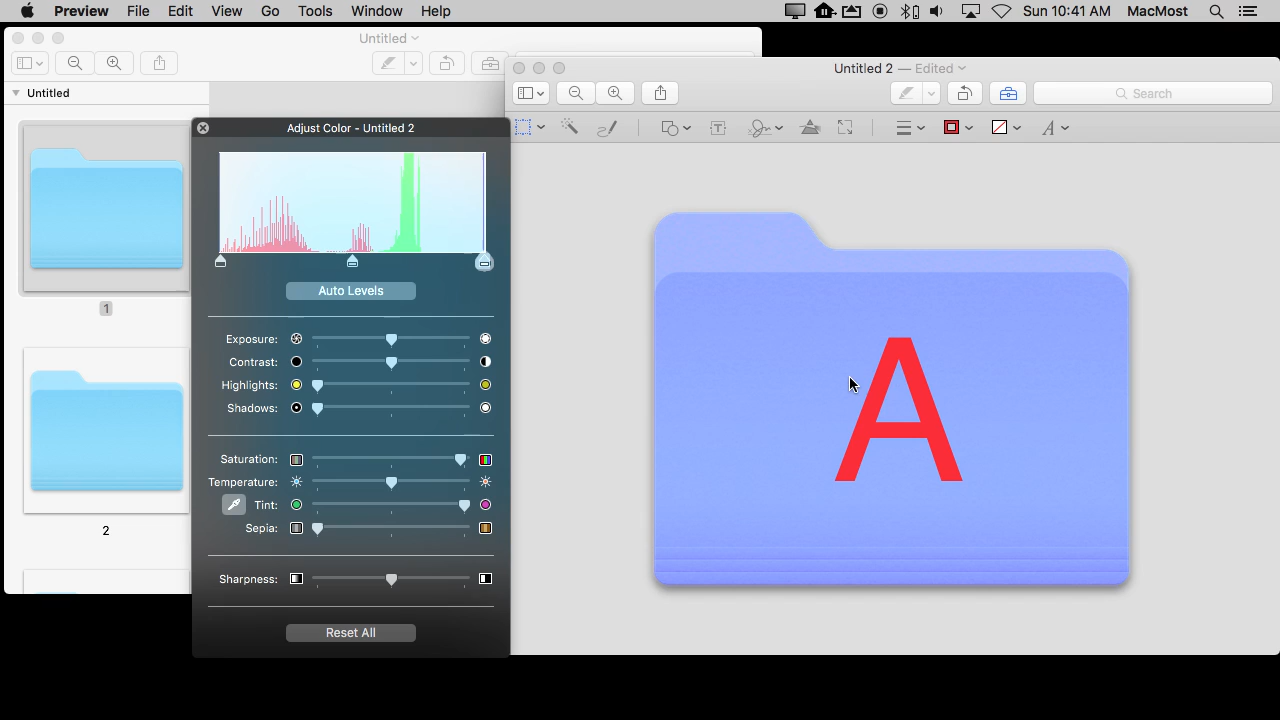 Preview File Edit View Go Tools Window Help Sun 10:41 AM MacMost
Untitled
Untitled
1
2
Untitled 2 — Edited
Search
Adjust Color - Untitled 2
Auto Levels
Exposure:
Contrast:
Highlights:
Shadows:
Saturation:
Temperature:
Tint:
Sepia:
Sharpness:
Reset All
A